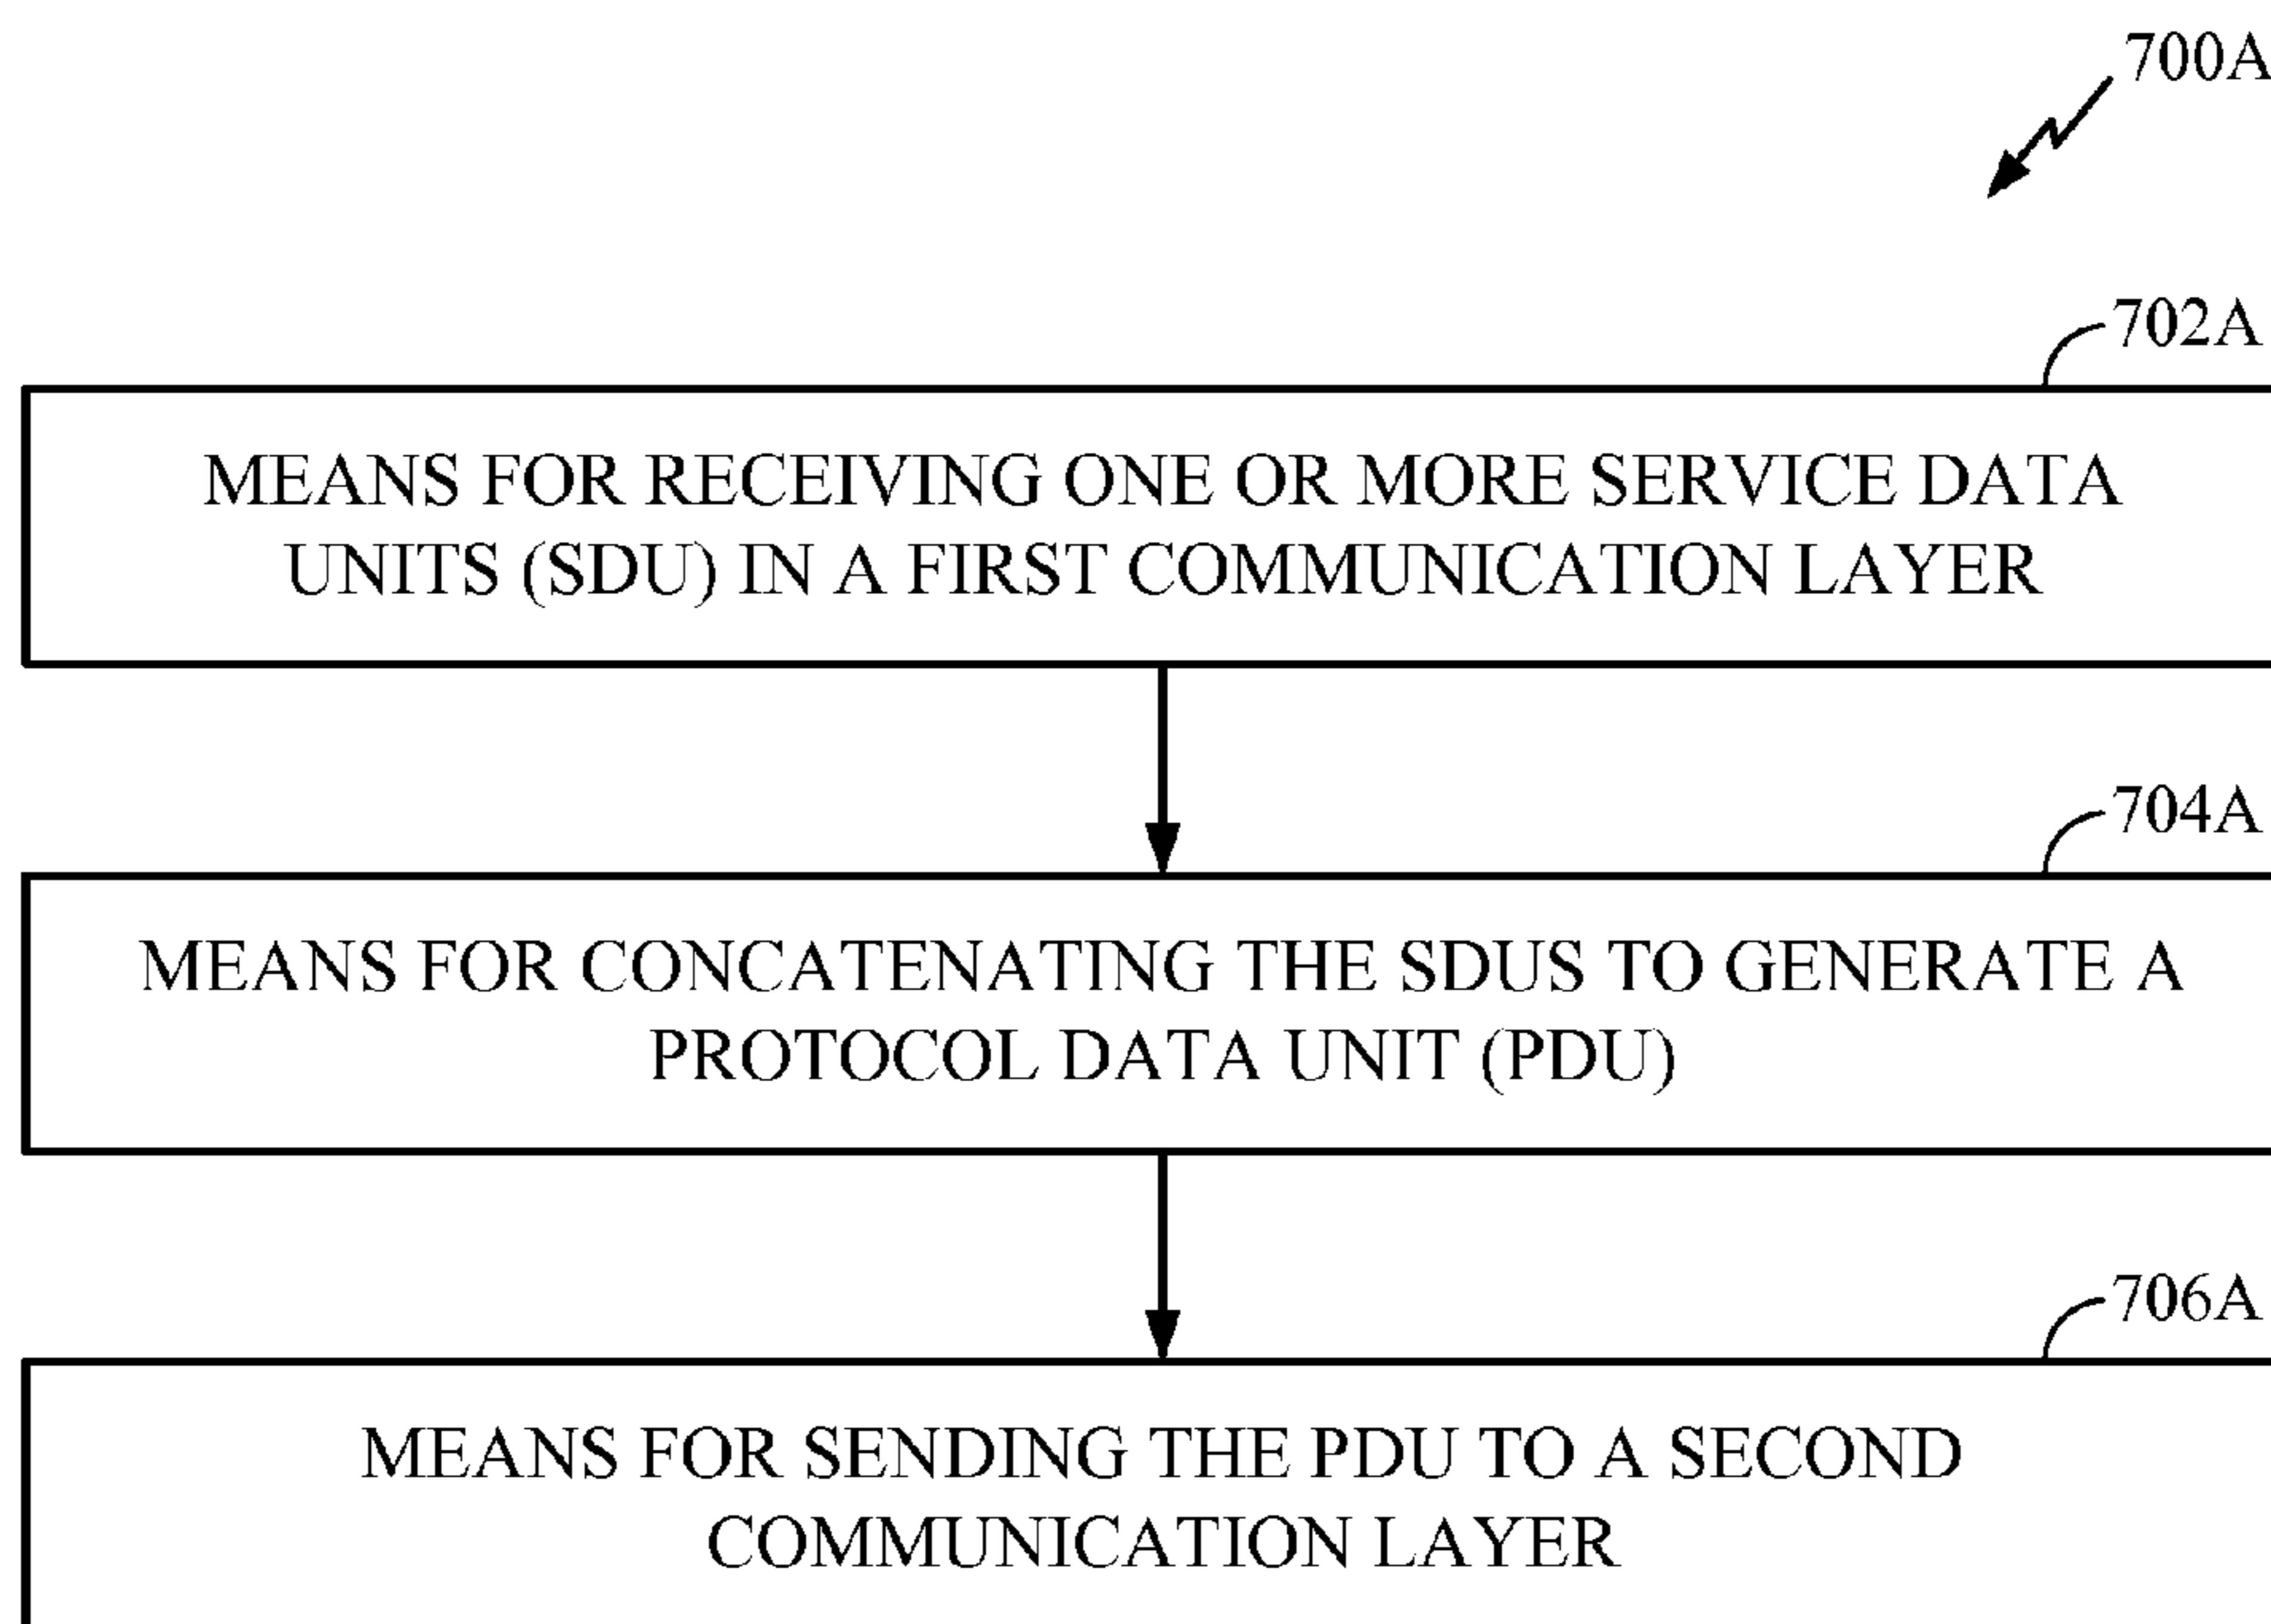 700A
702A
MEANS FOR RECEIVING ONE OR MORE SERVICE DATA
UNITS (SDU) IN A FIRST COMMUNICATION LAYER
704A
MEANS FOR CONCATENATING THE SDUS TO GENERATE A
PROTOCOL DATA UNIT (PDU)
706A
MEANS FOR SENDING THE PDU TO A SECOND
COMMUNICATION LAYER